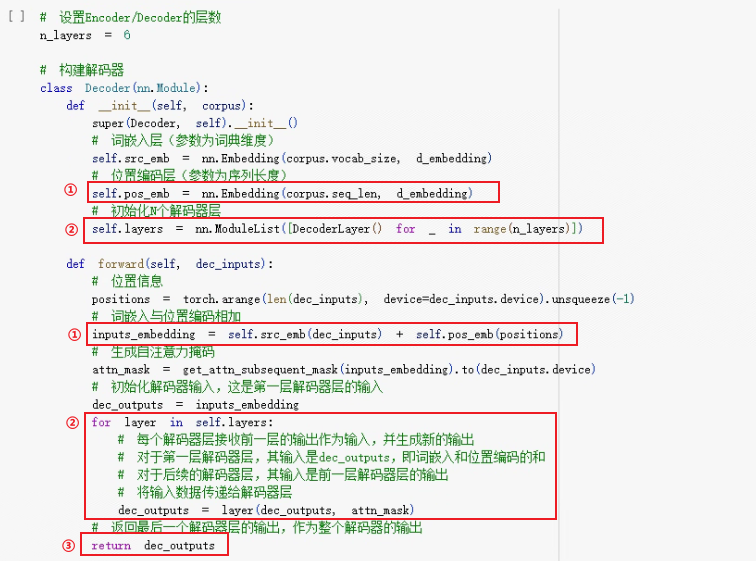 [ ] # 设置Encoder/Decoder的层数
n_layers = 6
# 构建解码器
class Decoder(nn.Module):
def __init__(self, corpus):
super(Decoder, self).__init__()
# 词嵌入层（参数为词典维度）
self.src_emb = nn.Embedding(corpus.vocab_size, d_embedding)
# 位置编码层（参数为序列长度）
① self.pos_emb = nn.Embedding(corpus.seq_len, d_embedding)
# 初始化N个解码器层
② self.layers = nn.ModuleList([DecoderLayer() for _ in range(n_layers)])
def forward(self, dec_inputs):
# 位置信息
positions = torch.arange(len(dec_inputs), device=dec_inputs.device).unsqueeze(-1)
# 词嵌入与位置编码相加
① inputs_embedding = self.src_emb(dec_inputs) + self.pos_emb(positions)
# 生成自注意力掩码
attn_mask = get_attn_subsequent_mask(inputs_embedding).to(dec_inputs.device)
# 初始化解码器输入，这是第一层解码器层的输入
dec_outputs = inputs_embedding
② for layer in self.layers:
# 每个解码器层接收前一层的输出作为输入，并生成新的输出
# 对于第一层解码器层，其输入是dec_outputs，即词嵌入和位置编码的和
# 对于后续的解码器层，其输入是前一层解码器层的输出
# 将输入数据传递给解码器层
dec_outputs = layer(dec_outputs, attn_mask)
# 返回最后一个解码器层的输出，作为整个解码器的输出
③ return dec_outputs